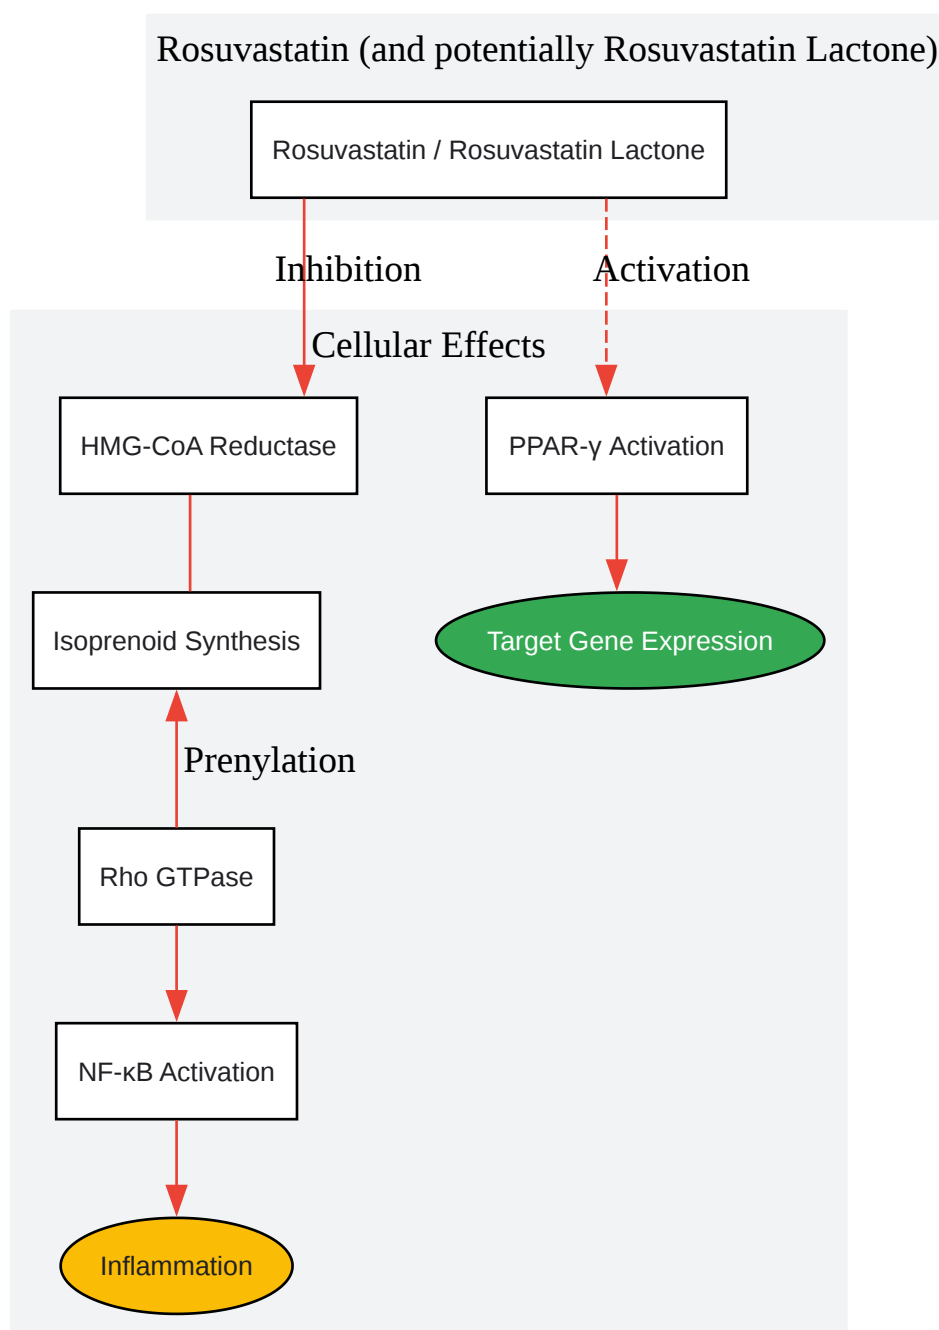 Rosuvastatin (and potentially Rosuvastatin Lactone)
Rosuvastatin / Rosuvastatin Lactone
Inhibition
Activation
Cellular Effects
HMG-CoA Reductase
PPAR-γ Activation
Isoprenoid Synthesis
Target Gene Expression
Prenylation
Rho GTPase
NF-κB Activation
Inflammation